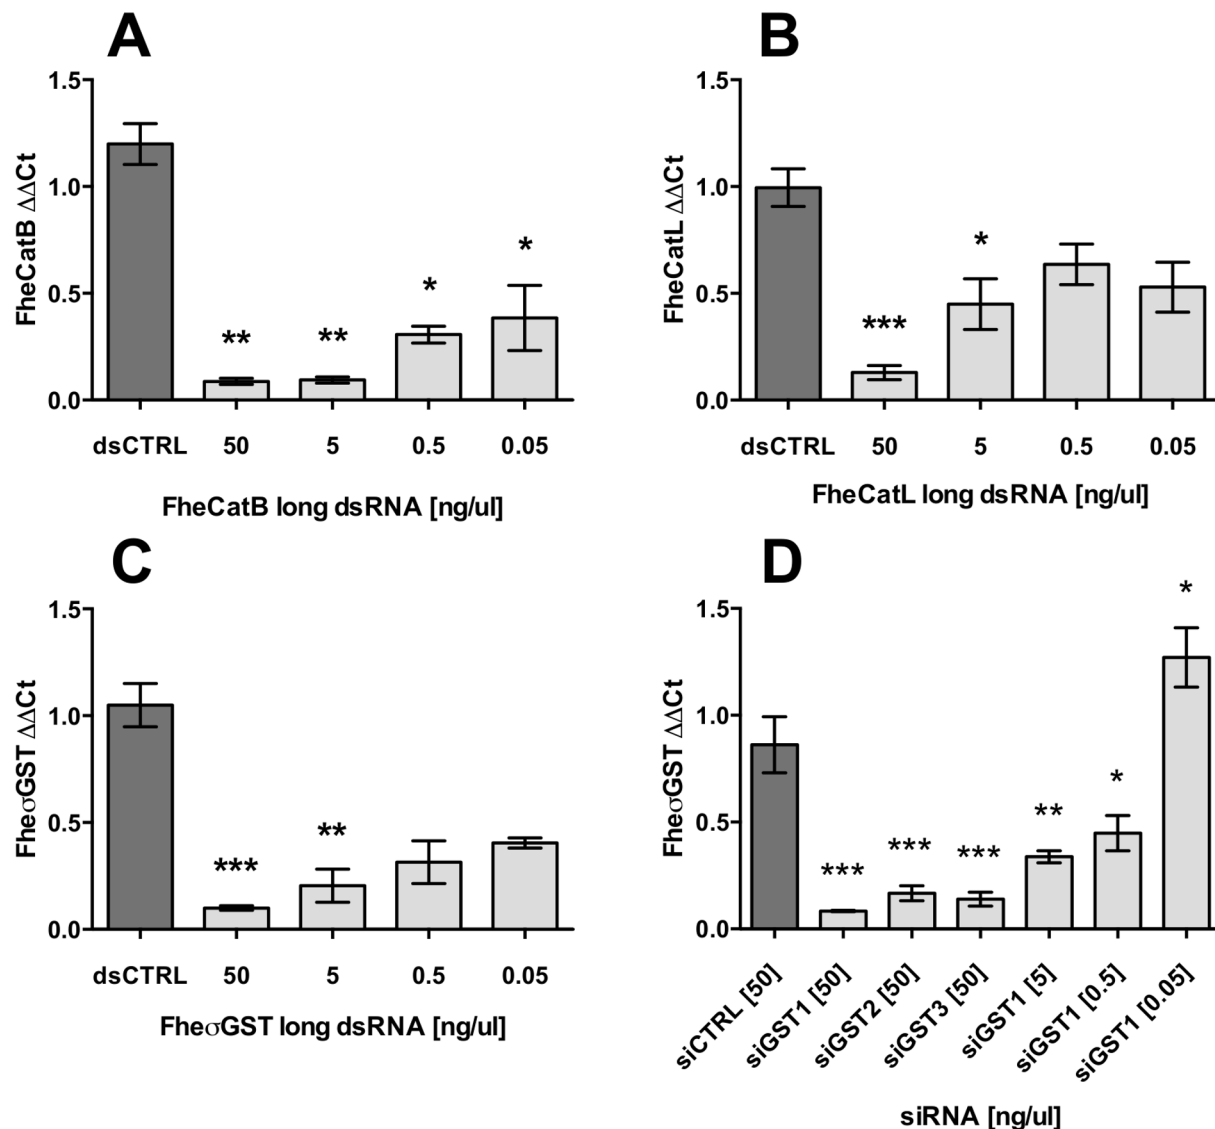 A
1.5
1.0
0.5
0.0
FheCatB ΔΔCt
** ** * *
dsCTRL 50 5 0.5 0.05
FheCatB long dsRNA [ng/ul]
B
1.5
1.0
0.5
0.0
FheCatL ΔΔCt
*** *
dsCTRL 50 5 0.5 0.05
FheCatL long dsRNA [ng/ul]
C
1.5
1.0
0.5
0.0
FheσGST ΔΔCt
*** **
dsCTRL 50 5 0.5 0.05
FheσGST long dsRNA [ng/ul]
D
1.5
1.0
0.5
0.0
FheσGST ΔΔCt
*** *** *** ** * *
siCTRL [50]
siGST1 [50]
siGST2 [50]
siGST3 [50]
siGST1 [5]
siGST1 [0.5]
siGST1 [0.05]
siRNA [ng/ul]